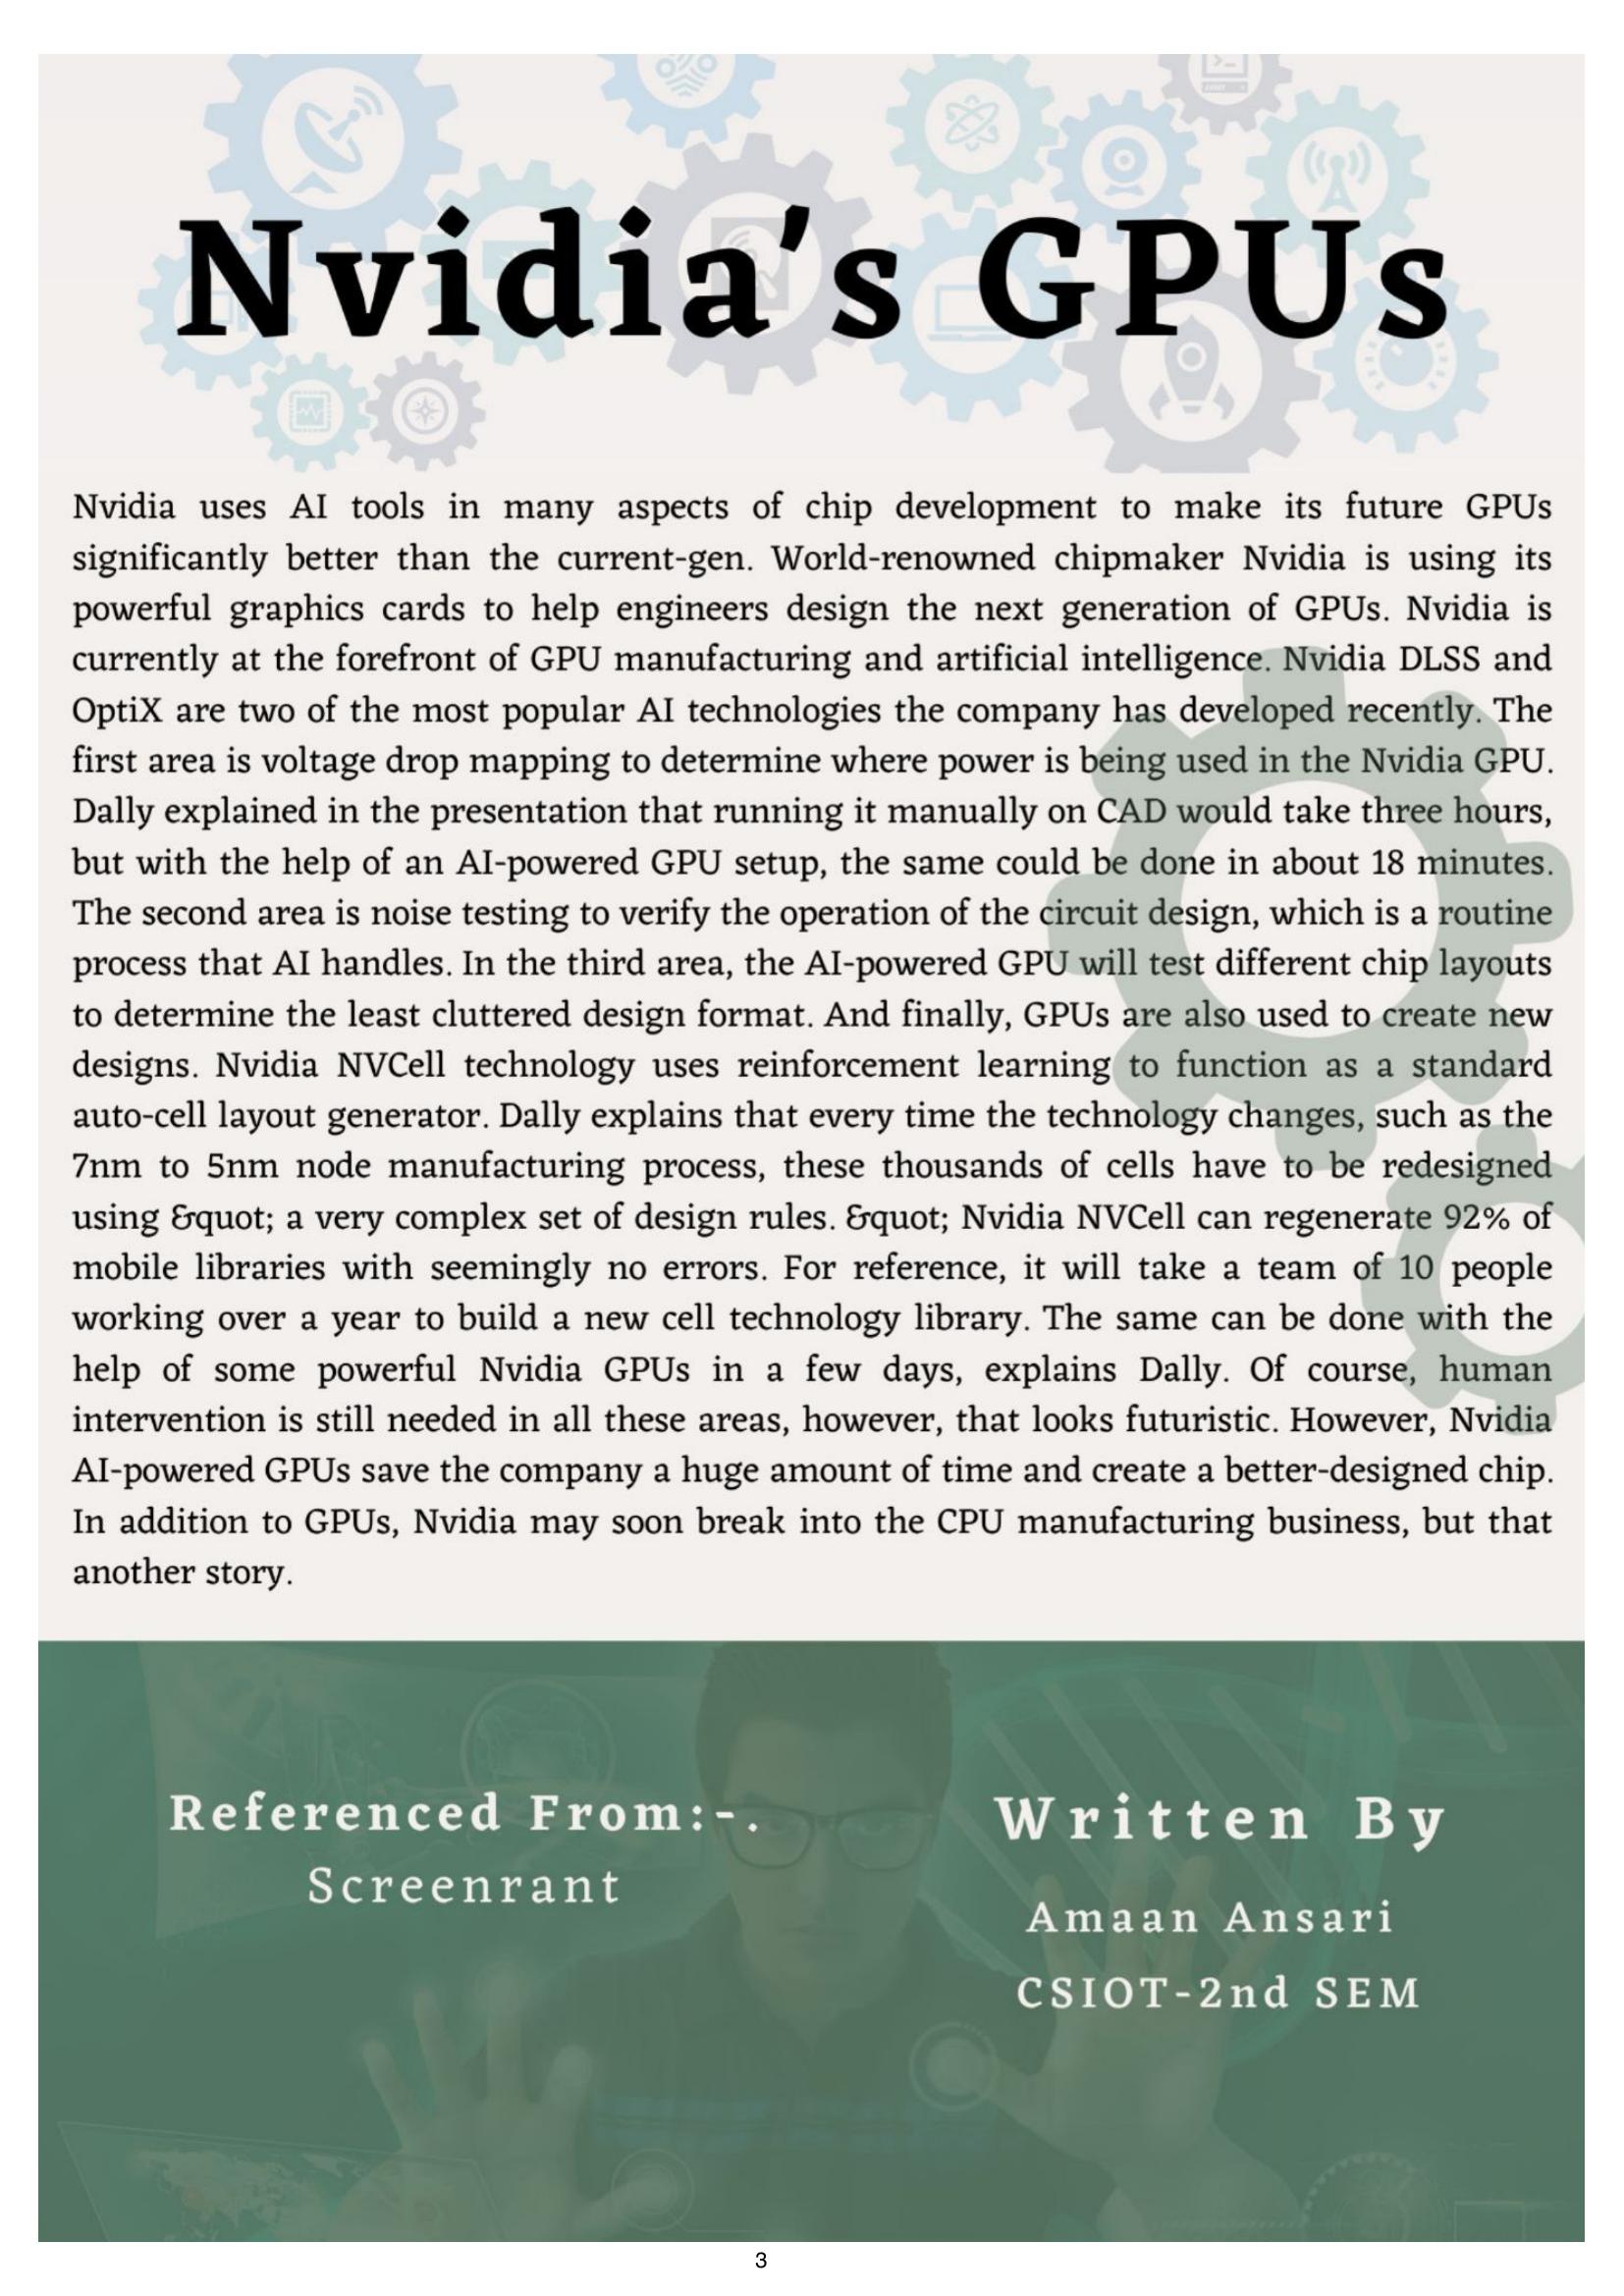 Nvidia's GPUs
Nvidia uses AI tools in many aspects of chip development to make its future GPUs
significantly better than the current-gen. World-renowned chipmaker Nvidia is using its
powerful graphics cards to help engineers design the next generation of GPUs. Nvidia is
currently at the forefront of GPU manufacturing and artificial intelligence. Nvidia DLSS and
OptiX are two of the most popular AI technologies the company has developed recently. The
first area is voltage drop mapping to determine where power is being used in the Nvidia GPU.
Dally explained in the presentation that running it manually on CAD would take three hours,
but with the help of an AI-powered GPU setup, the same could be done in about 18 minutes.
The second area is noise testing to verify the operation of the circuit design, which is a routine
process that AI handles. In the third area, the AI-powered GPU will test different chip layouts
to determine the least cluttered design format. And finally, GPUs are also used to create new
designs. Nvidia NVCell technology uses reinforcement learning to function as a standard
auto-cell layout generator. Dally explains that every time the technology changes, such as the
7nm to 5nm node manufacturing process, these thousands of cells have to be redesigned
using &quot; a very complex set of design rules. &quot; Nvidia NVCell can regenerate 92% of
mobile libraries with seemingly no errors. For reference, it will take a team of 10 people
working over a year to build a new cell technology library. The same can be done with the
help of some powerful Nvidia GPUs in a few days, explains Dally. Of course, human
intervention is still needed in all these areas, however, that looks futuristic. However, Nvidia
AI-powered GPUs save the company a huge amount of time and create a better-designed chip.
In addition to GPUs, Nvidia may soon break into the CPU manufacturing business, but that
another story.
Referenced From:-.
Screenrant
Written By
Amaan Ansari
CSIOT-2nd SEM
3